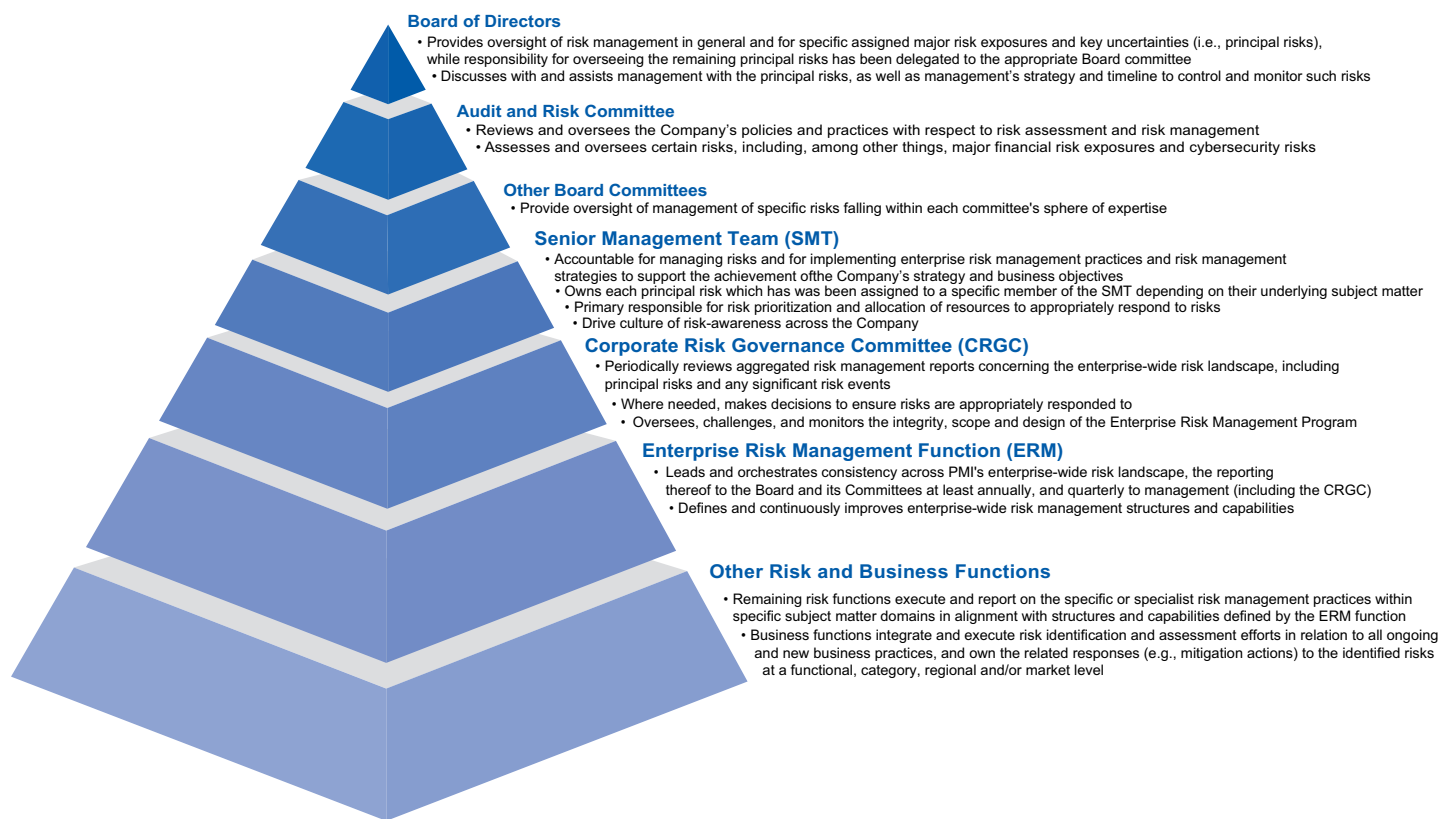 Board of Directors
• Provides oversight of risk management in general and for specific assigned major risk exposures and key uncertainties (i.e., principal risks),
while responsibility for overseeing the remaining principal risks has been delegated to the appropriate Board committee
• Discusses with and assists management with the principal risks, as well as management's strategy and timeline to control and monitor such risks
Audit and Risk Committee
• Reviews and oversees the Company's policies and practices with respect to risk assessment and risk management
• Assesses and oversees certain risks, including, among other things, major financial risk exposures and cybersecurity risks
Other Board Committees
• Provide oversight of management of specific risks falling within each committee's sphere of expertise
Senior Management Team (SMT)
• Accountable for managing risks and for implementing enterprise risk management practices and risk management
strategies to support the achievement ofthe Company's strategy and business objectives
• Owns each principal risk which has was been assigned to a specific member of the SMT depending on their underlying subject matter
• Primary responsible for risk prioritization and allocation of resources to appropriately respond to risks
• Drive culture of risk-awareness across the Company
Corporate Risk Governance Committee (CRGC)
• Periodically reviews aggregated risk management reports concerning the enterprise-wide risk landscape, including
principal risks and any significant risk events
• Where needed, makes decisions to ensure risks are appropriately responded to
• Oversees, challenges, and monitors the integrity, scope and design of the Enterprise Risk Management Program
Enterprise Risk Management Function (ERM)
• Leads and orchestrates consistency across PMI's enterprise-wide risk landscape, the reporting
thereof to the Board and its Committees at least annually, and quarterly to management (including the CRGC)
• Defines and continuously improves enterprise-wide risk management structures and capabilities
Other Risk and Business Functions
• Remaining risk functions execute and report on the specific or specialist risk management practices within
specific subject matter domains in alignment with structures and capabilities defined by the ERM function
• Business functions integrate and execute risk identification and assessment efforts in relation to all ongoing
and new business practices, and own the related responses (e.g., mitigation actions) to the identified risks
at a functional, category, regional and/or market level